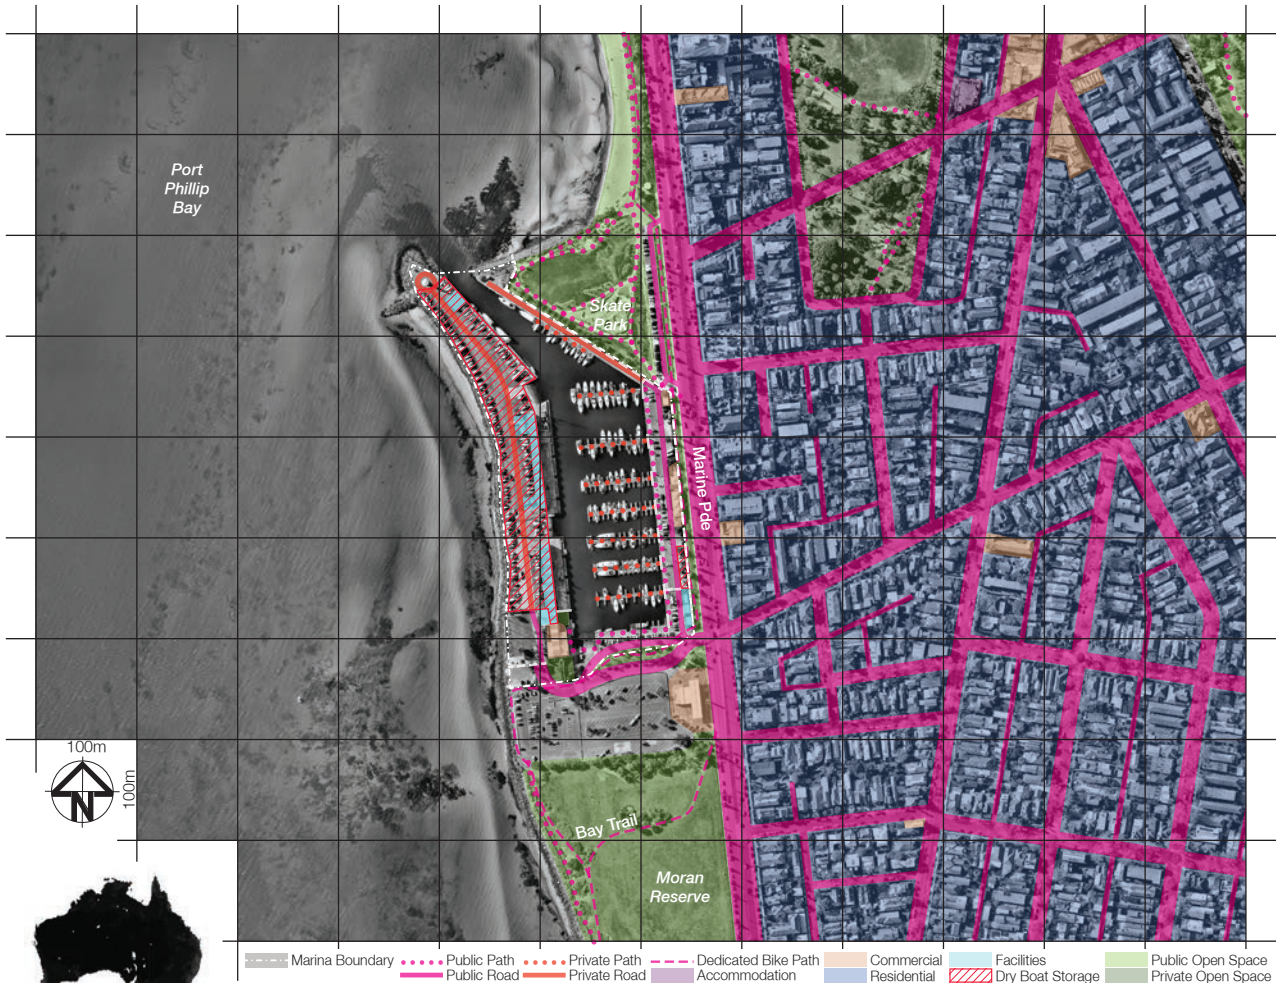 Port
Phillip
Bay
Skate
Park
Marine Pde
100m
100m
N
Bay Trail
Moran
Reserve
Marina Boundary
Public Path
Private Path
Dedicated Bike Path
Commercial
Facilities
Public Open Space
Public Road
Private Road
Accommodation
Residential
Dry Boat Storage
Private Open Space